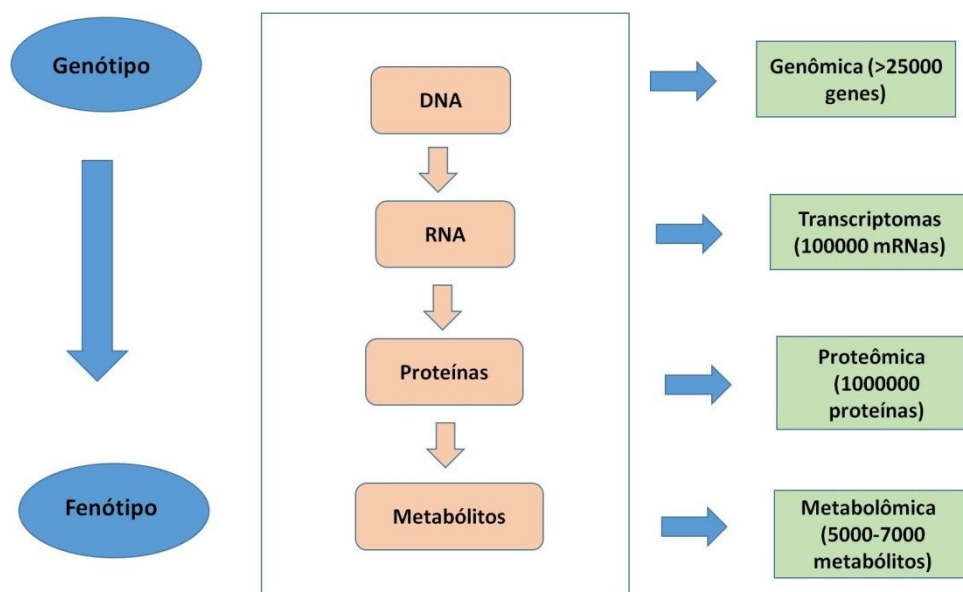 Genótipo
DNA
Genômica (>25000
genes)
RNA
Transcriptomas
(100000 mRNas)
Proteínas
Proteômica
(1000000
proteínas)
Fenótipo
Metabólitos
Metabolômica
(5000-7000
metabólitos)